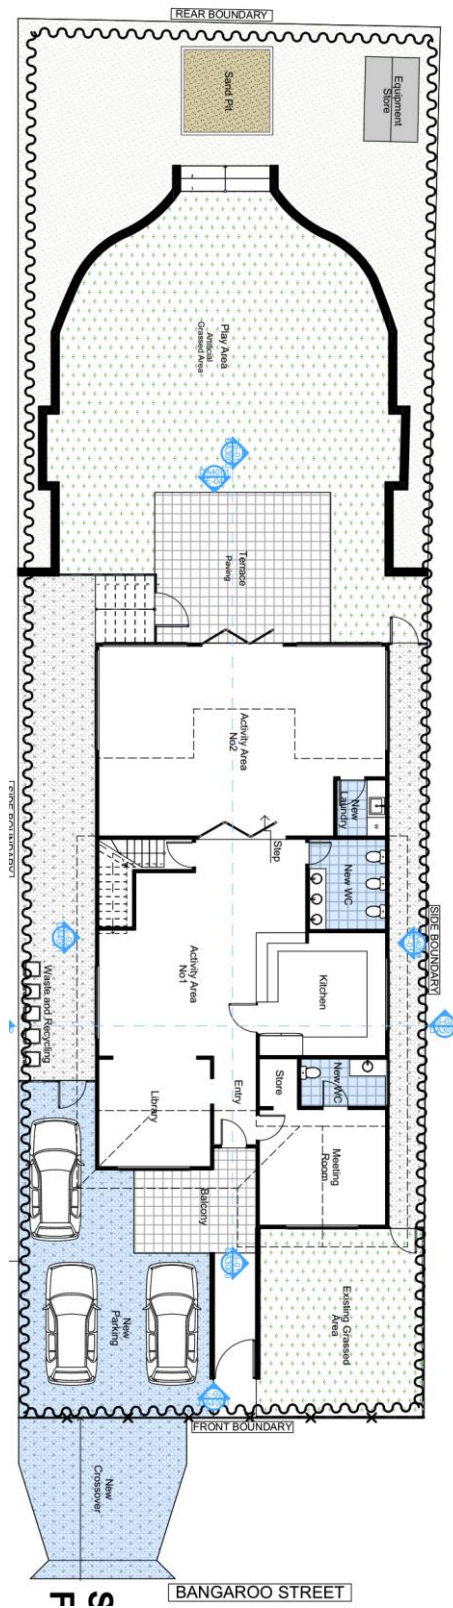 REAR BOUNDARY
Sand Pit
Equipment
Store
Play Area
Artificial
Grassed Area
Terrace
Paving
Activity Area
No2
New
Laundry
W
Step
New WC
SIDE BOUNDARY
SIDE BOUNDARY
Activity Area
No1
Kitchen
Waste and Recycling
Library
Entry
Store
New WC
Meeting
Room
Balcony
New
Parking
Existing Grassed
Area
FRONT BOUNDARY
New
Crossover
BANGAROO STREET
S
F